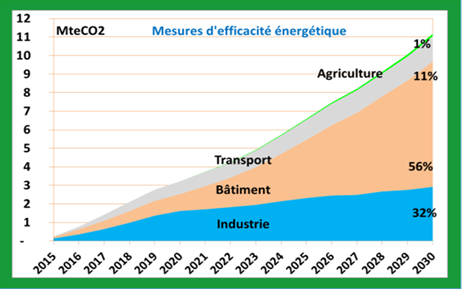 12
MteCO2 Mesures d'efficacité énergétique
11
1%
10
9
Agriculture
11%
8
7
6
5
Transport
4
56%
3
Bâtiment
2
Industrie
32%
1
-
2015 2016 2017 2018 2019 2020 2021 2022 2023 2024 2025 2026 2027 2028 2029 2030